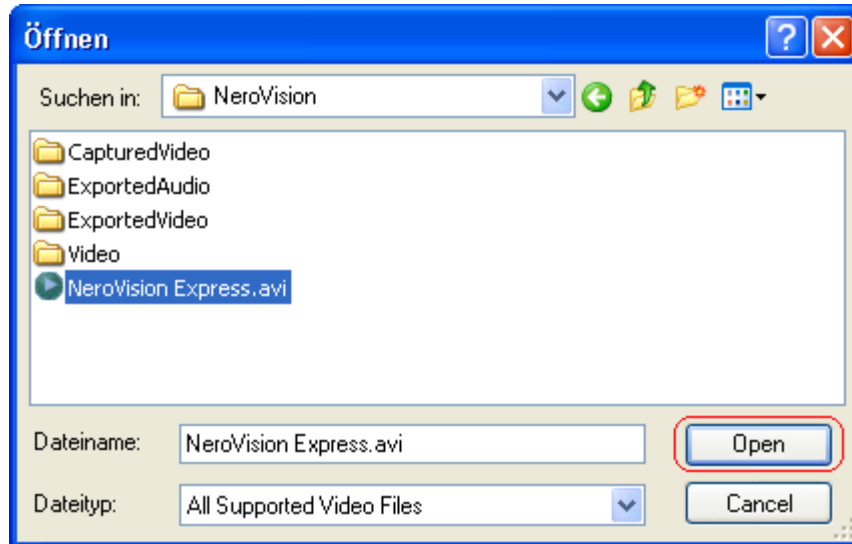 Öffnen
Suchen in: NeroVision
CapturedVideo
ExportedAudio
ExportedVideo
Video
NeroVision Express.avi
Dateiname: NeroVision Express.avi Open
Dateityp: All Supported Video Files Cancel